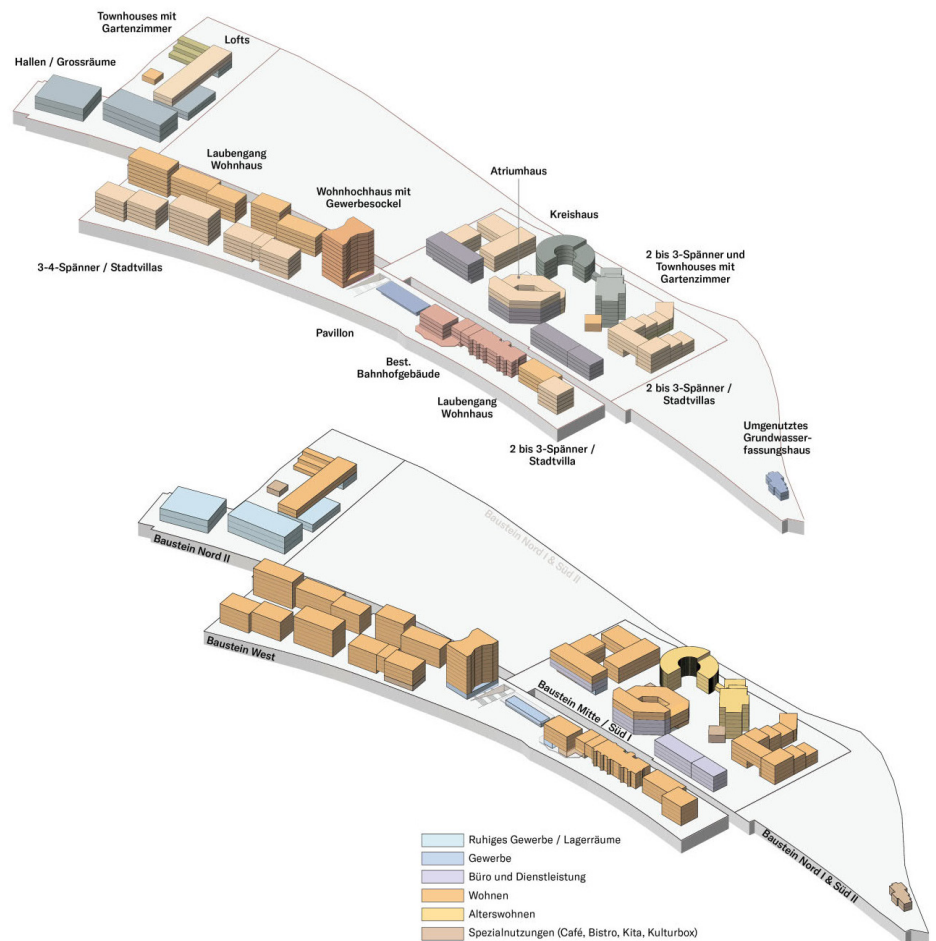 Townhouses mit
Gartenzimmer
Lofts
Hallen / Grossräume
Laubengang
Wohnhaus
Wohnhochhaus mit
Gewerbesockel
Atriumhaus
Kreishaus
2 bis 3-Spänner und
Townhouses mit
Gartenzimmer
3-4-Spänner / Stadtvillas
Pavillon
Best.
Bahnhofgebäude
Laubengang
Wohnhaus
2 bis 3-Spänner /
Stadtvillas
2 bis 3-Spänner /
Stadtvilla
Umgenutztes
Grundwasser-
fassungshaus
Baustein Nord II
Baustein Nord I & Süd II
Baustein West
Baustein Mitte / Süd I
Baustein Nord I & Süd II
Ruhiges Gewerbe / Lagerräume
Gewerbe
Büro und Dienstleistung
Wohnen
Alterswohnen
Spezialnutzungen (Café, Bistro, Kita, Kulturbox)